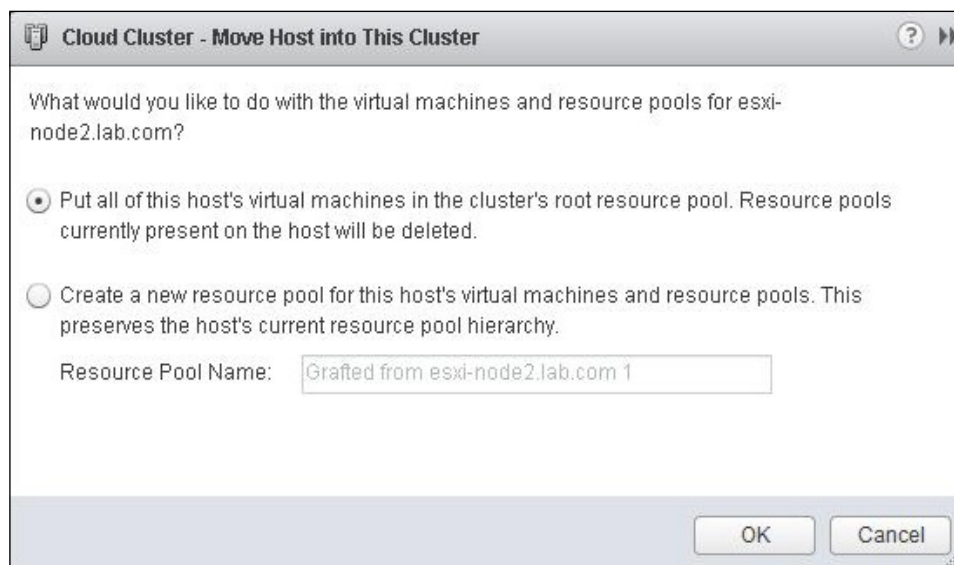 Cloud Cluster - Move Host into This Cluster
?
What would you like to do with the virtual machines and resource pools for esxi-
node2.lab.com?
Put all of this host's virtual machines in the cluster's root resource pool. Resource pools
currently present on the host will be deleted.
Create a new resource pool for this host's virtual machines and resource pools. This
preserves the host's current resource pool hierarchy.
Resource Pool Name: Grafted from esxi-node2.lab.com 1
OK Cancel